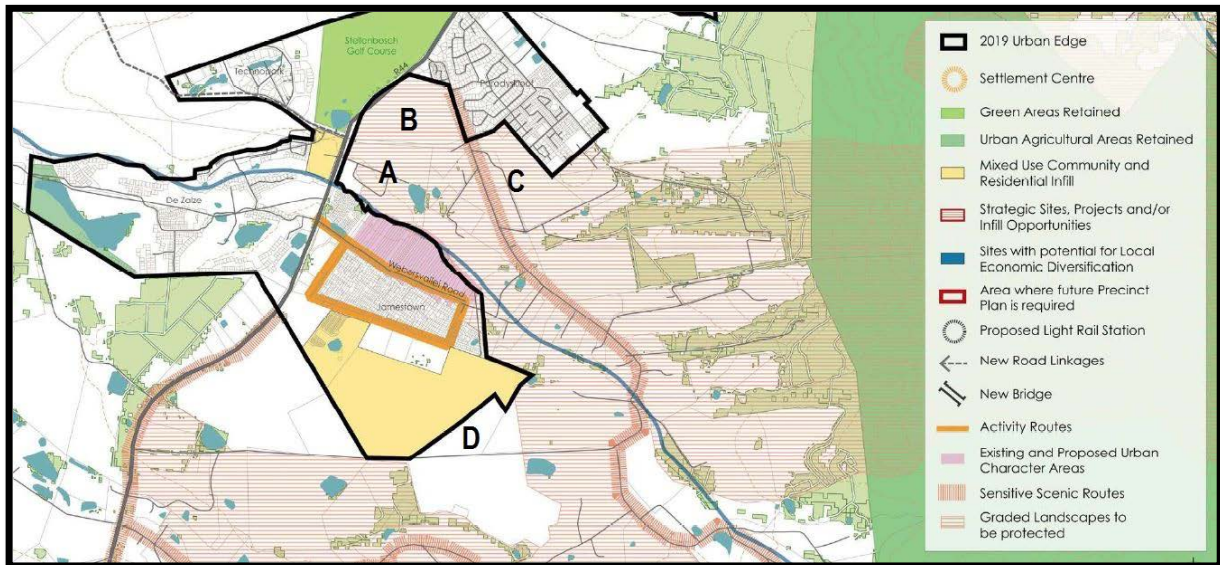 Stellenbosch
Golf Course
Technopark
R44
Paradyskloof
B
A
C
De Zalze
Webersvallei Road
Jamestown
D
2019 Urban Edge
Settlement Centre
Green Areas Retained
Urban Agricultural Areas Retained
Mixed Use Community and
Residential Infill
Strategic Sites, Projects and/or
Infill Opportunities
Sites with potential for Local
Economic Diversification
Area where future Precinct
Plan is required
Proposed Light Rail Station
New Road Linkages
New Bridge
Activity Routes
Existing and Proposed Urban
Character Areas
Sensitive Scenic Routes
Graded Landscapes to
be protected